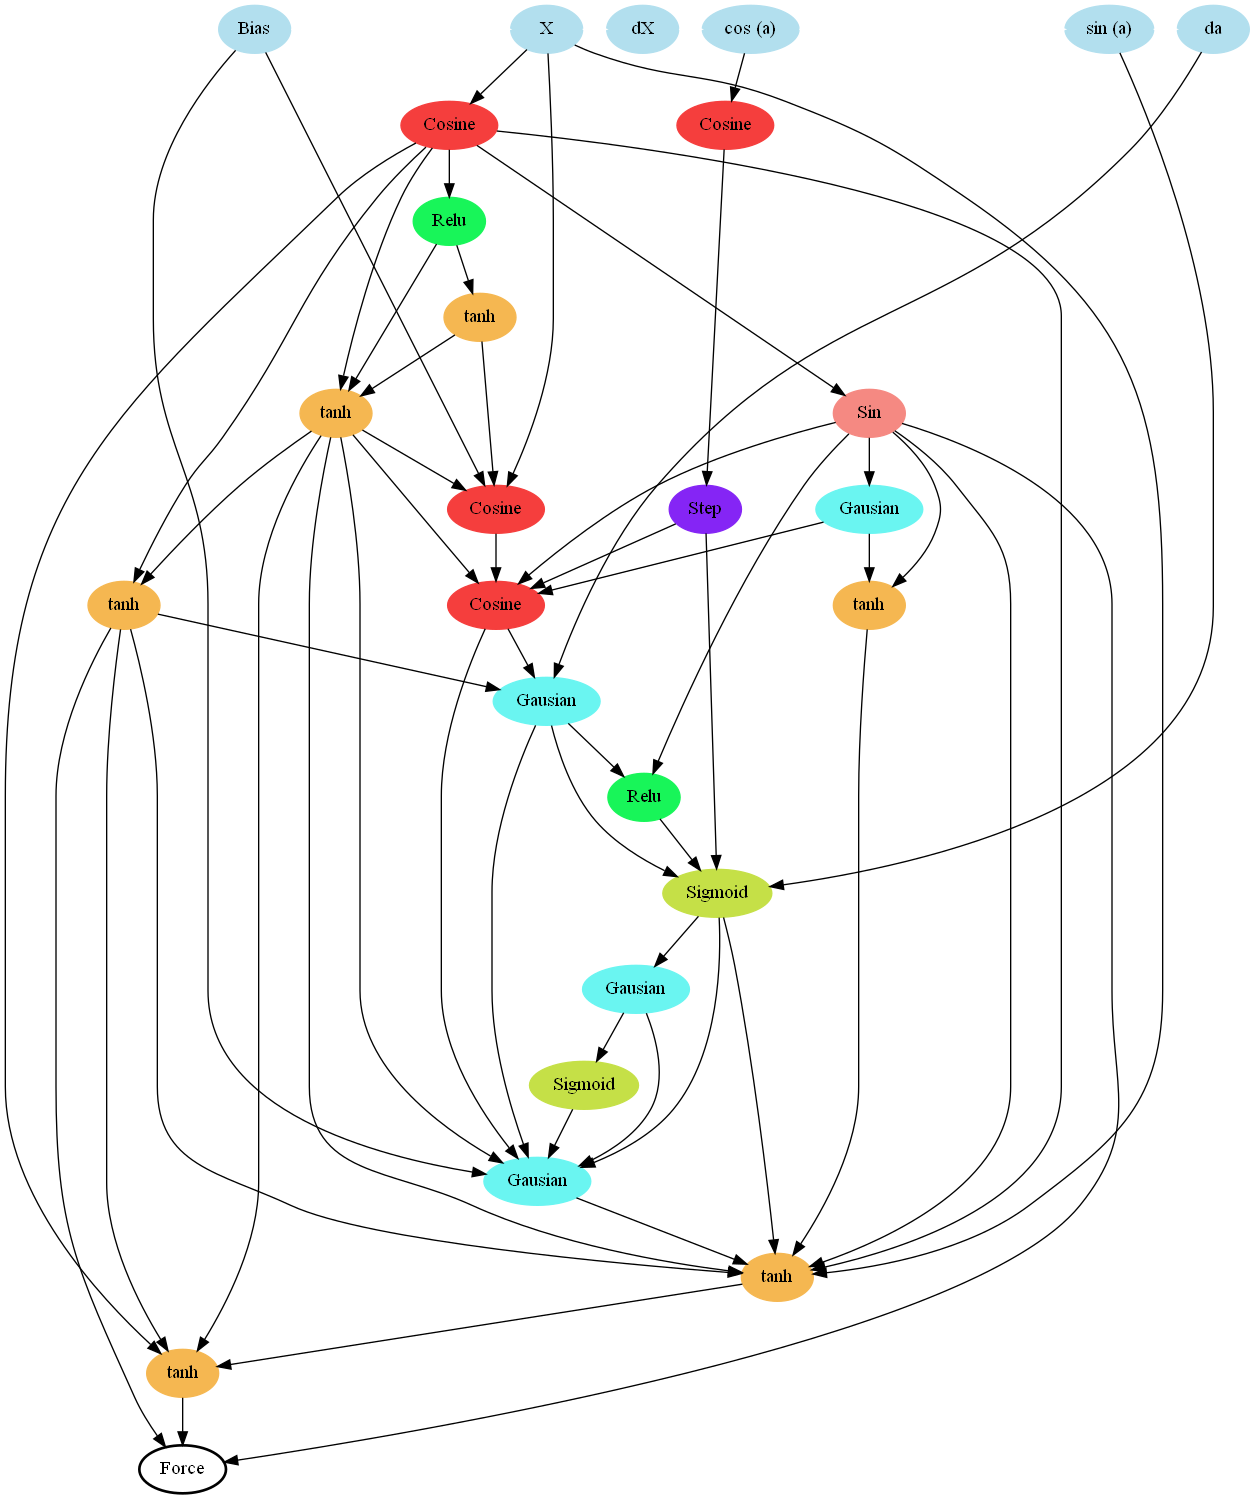 Bias X dX cos (a) sin (a) da
Cosine Cosine
Relu
tanh
tanh Sin
Cosine Step Gausian
tanh Cosine tanh
Gausian
Relu
Sigmoid
Gausian
Sigmoid
Gausian
tanh
tanh
Force